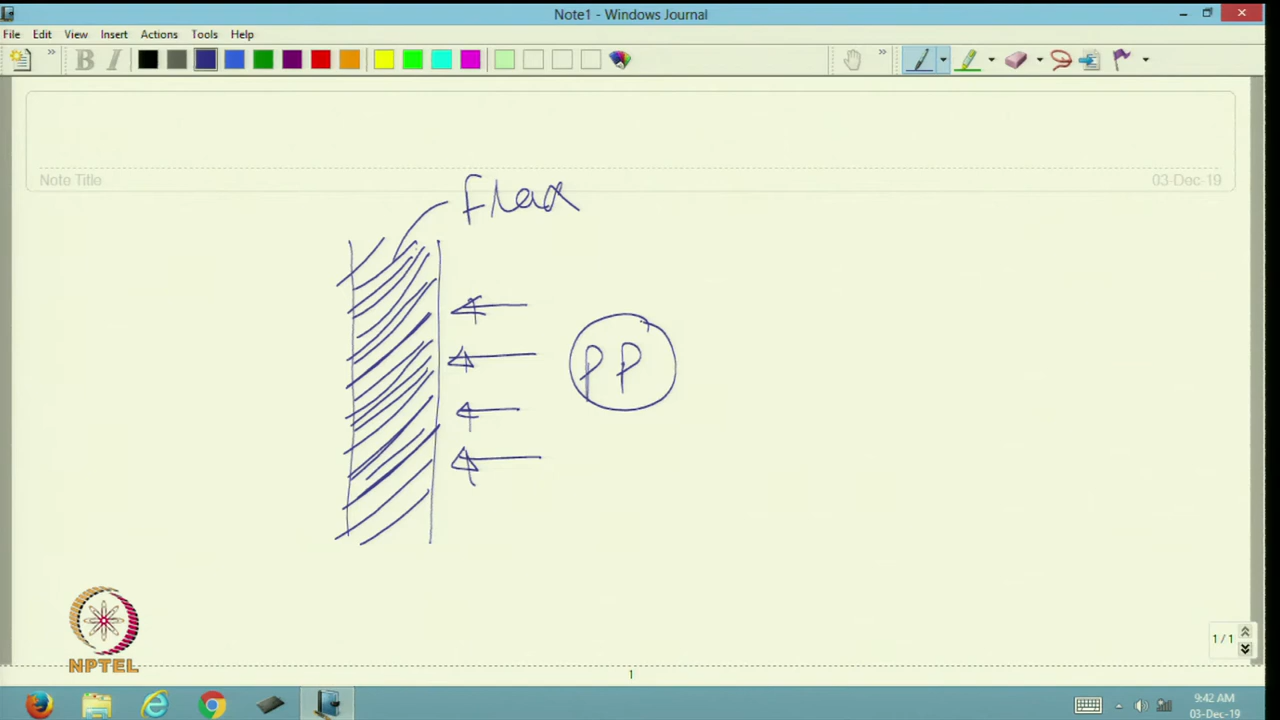 Note1 - Windows Journal
File Edit View Insert Actions Tools Help
B I
Note Title
03-Dec-19
Flax
PP
NPTEL
1 / 1
1
9:42 AM
03-Dec-19